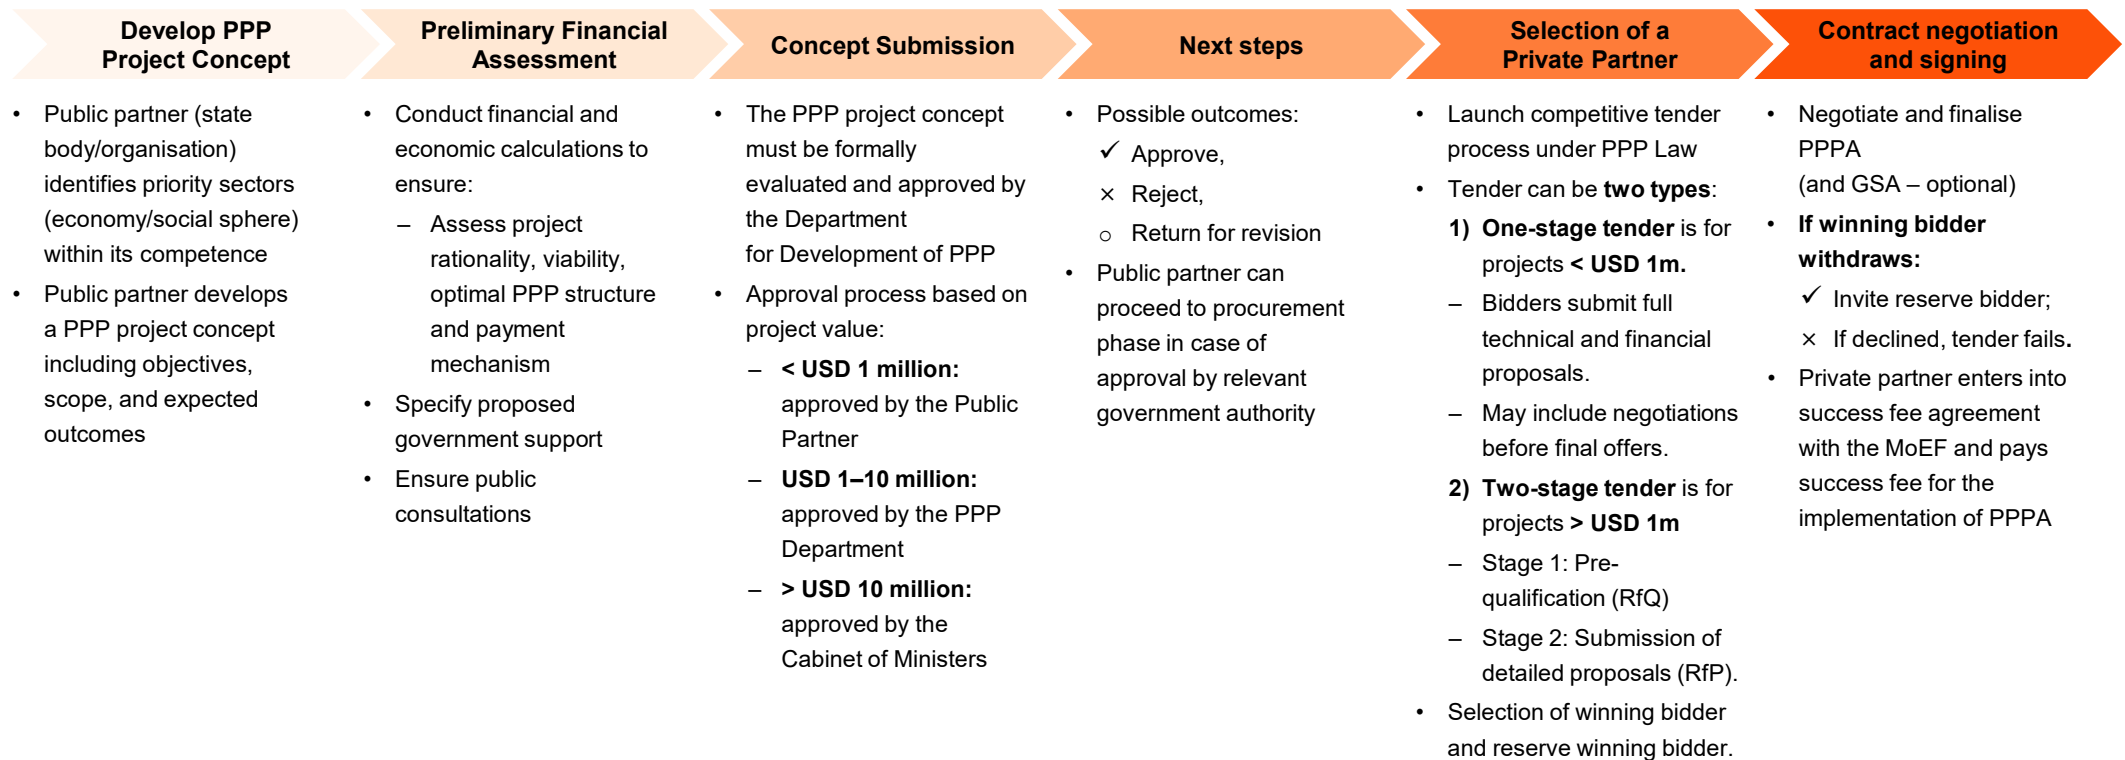 Develop PPP
Project Concept
• Public partner (state
body/organisation)
identifies priority sectors
(economy/social sphere)
within its competence
• Public partner develops
a PPP project concept
including objectives,
scope, and expected
outcomes
Preliminary Financial
Assessment
• Conduct financial and
economic calculations to
ensure:
– Assess project
rationality, viability,
optimal PPP structure
and payment
mechanism
• Specify proposed
government support
• Ensure public
consultations
Concept Submission
• The PPP project concept
must be formally
evaluated and approved by
the Department
for Development of PPP
• Approval process based on
project value:
– < USD 1 million:
approved by the Public
Partner
– USD 1–10 million:
approved by the PPP
Department
– > USD 10 million:
approved by the
Cabinet of Ministers
Next steps
• Possible outcomes:
✓ Approve,
× Reject,
○ Return for revision
• Public partner can
proceed to procurement
phase in case of
approval by relevant
government authority
Selection of a
Private Partner
• Launch competitive tender
process under PPP Law
• Tender can be two types:
1) One-stage tender is for
projects < USD 1m.
– Bidders submit full
technical and financial
proposals.
– May include negotiations
before final offers.
2) Two-stage tender is for
projects > USD 1m
– Stage 1: Pre-
qualification (RfQ)
– Stage 2: Submission of
detailed proposals (RfP).
• Selection of winning bidder
and reserve winning bidder.
Contract negotiation
and signing
• Negotiate and finalise
PPPA
(and GSA – optional)
• If winning bidder
withdraws:
✓ Invite reserve bidder;
× If declined, tender fails.
• Private partner enters into
success fee agreement
with the MoEF and pays
success fee for the
implementation of PPPA